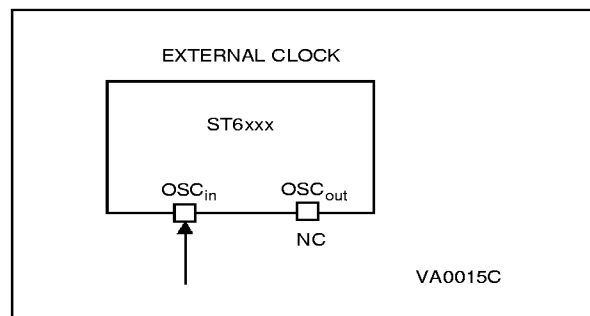 EXTERNAL CLOCK
ST6xxx
OSCin OSCout
NC
VA0015C